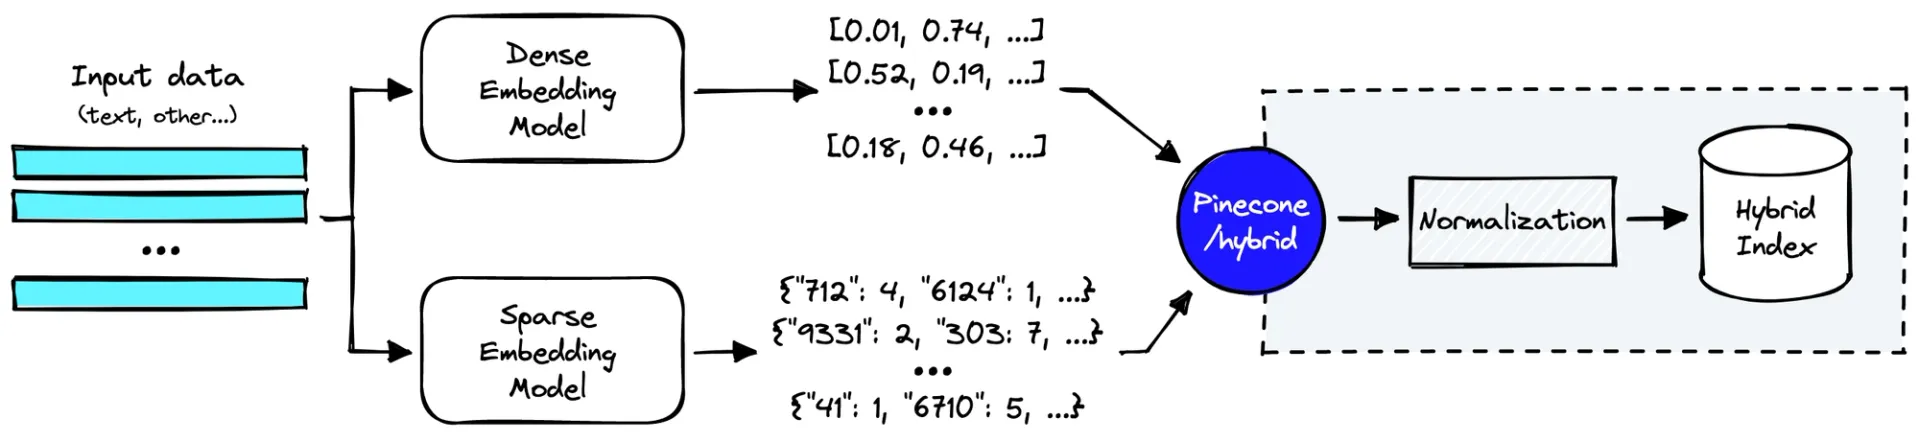 Input data
(text, other...)
...
Dense
Embedding
Model
[0.01, 0.74, ...]
[0.52, 0.19, ...]
...
[0.18, 0.46, ...]
Sparse
Embedding
Model
{"712": 4, "6124": 1, ...}
{"9331": 2, "303: 7, ...}
...
{"41": 1, "6710": 5, ...}
Pinecone
/hybrid
Normalization
Hybrid
Index